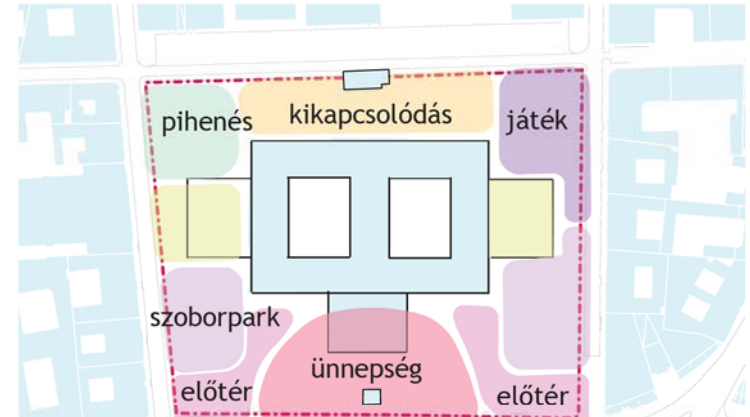 pihenés
kikapcsolódás
játék
szoborpark
ünnepség
előtér
előtér